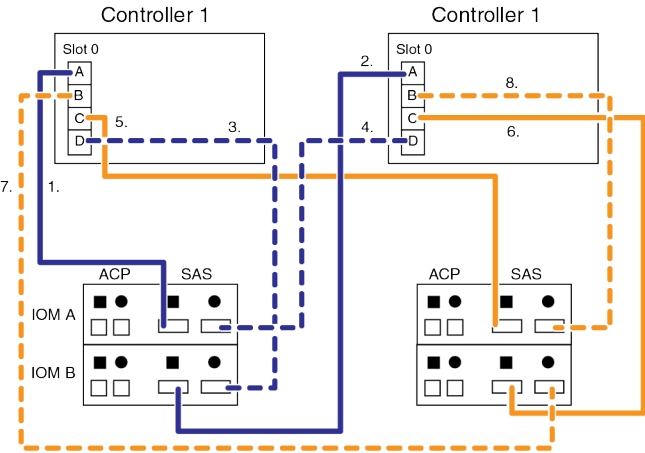 Controller 1
Controller 1
Slot 0
Slot 0
2.
A
A
8.
B
B
5.
3.
4.
C
C
6.
D
D
7.
1.
ACP
SAS
ACP
SAS
IOM A
IOM B